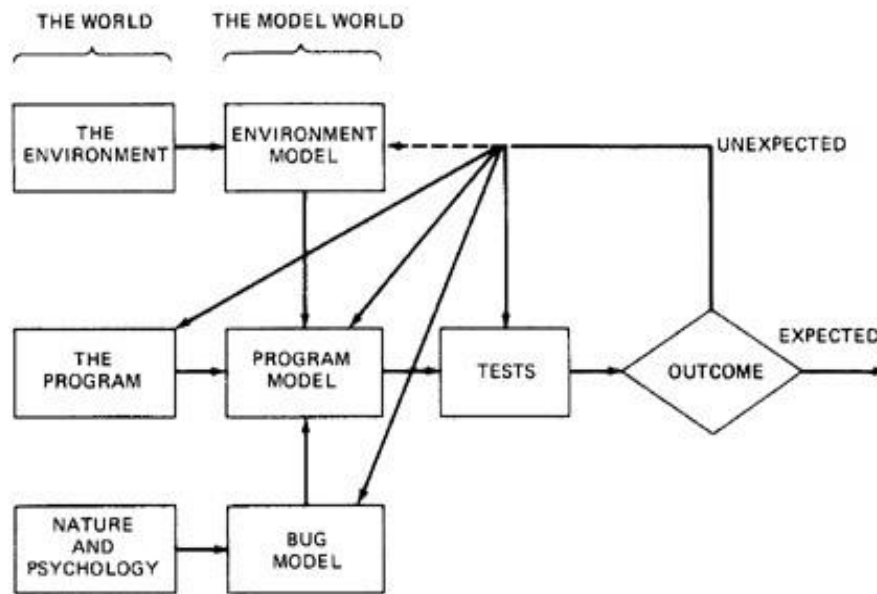 THE WORLD
THE MODEL WORLD
THE
ENVIRONMENT
ENVIRONMENT
MODEL
UNEXPECTED
THE
PROGRAM
PROGRAM
MODEL
TESTS
OUTCOME
EXPECTED
NATURE
AND
PSYCHOLOGY
BUG
MODEL